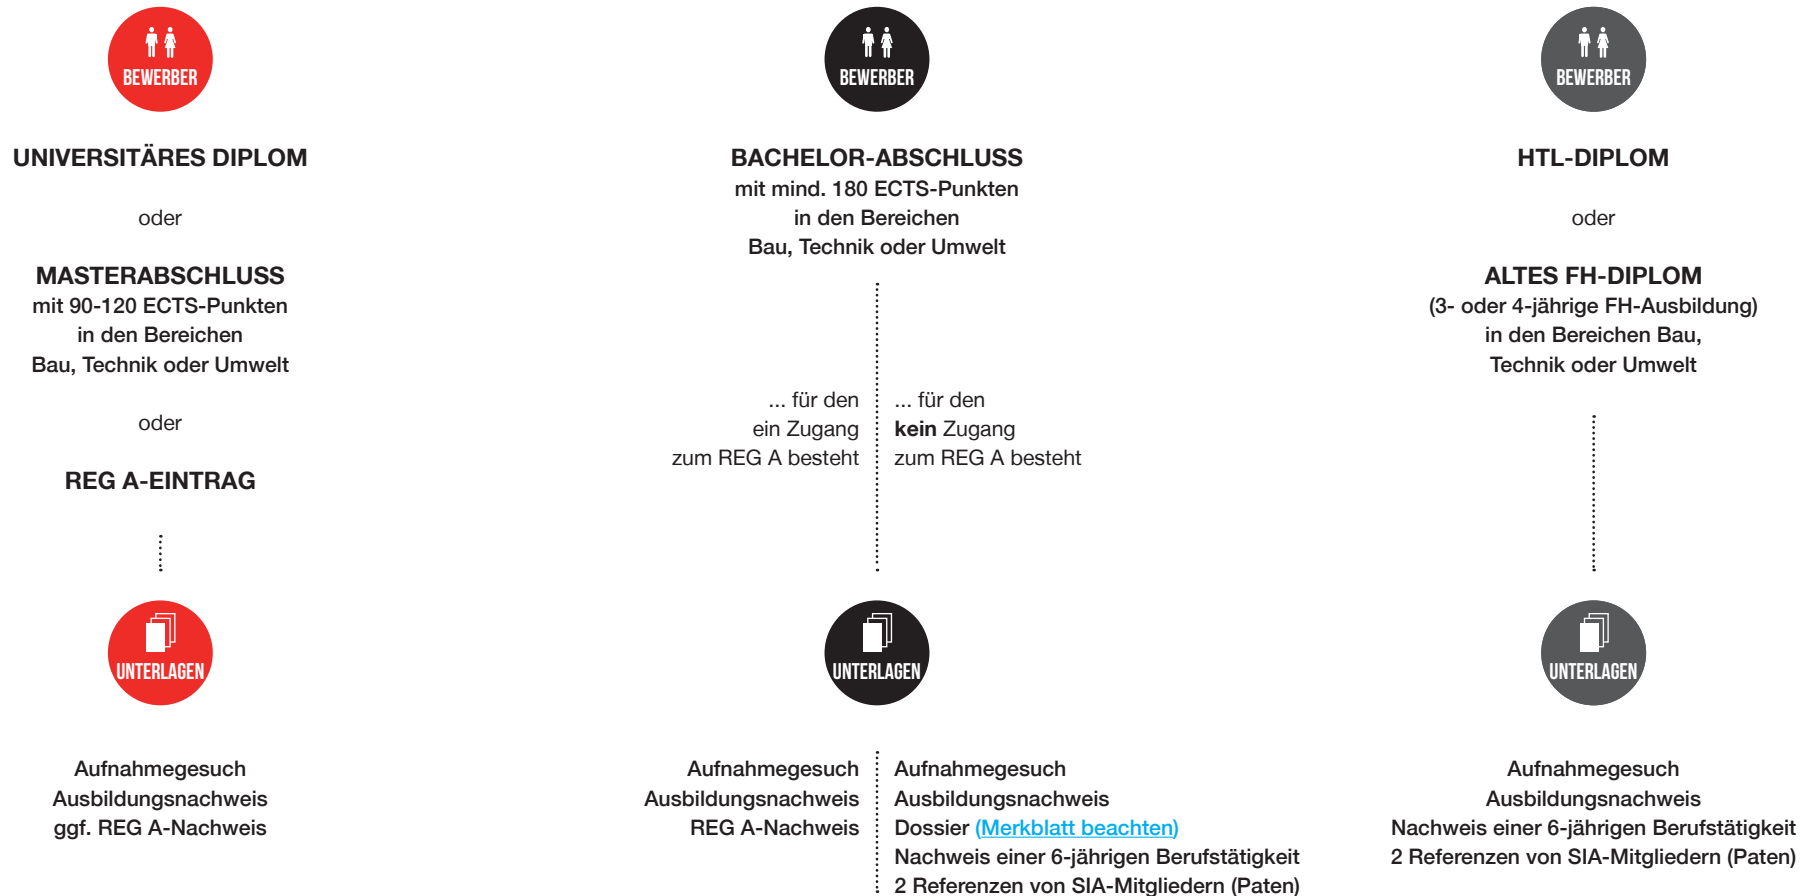 BEWERBER
UNIVERSITÄRES DIPLOM
oder
MASTERABSCHLUSS
mit 90-120 ECTS-Punkten
in den Bereichen
Bau, Technik oder Umwelt
oder
REG A-EINTRAG
UNTERLAGEN
Aufnahmegesuch
Ausbildungsnachweis
ggf. REG A-Nachweis
BEWERBER
BACHELOR-ABSCHLUSS
mit mind. 180 ECTS-Punkten
in den Bereichen
Bau, Technik oder Umwelt
... für den
ein Zugang
zum REG A besteht
... für den
kein Zugang
zum REG A besteht
UNTERLAGEN
Aufnahmegesuch
Ausbildungsnachweis
REG A-Nachweis
Aufnahmegesuch
Ausbildungsnachweis
Dossier (Merkblatt beachten)
Nachweis einer 6-jährigen Berufstätigkeit
2 Referenzen von SIA-Mitgliedern (Paten)
BEWERBER
HTL-DIPLOM
oder
ALTES FH-DIPLOM
(3- oder 4-jährige FH-Ausbildung)
in den Bereichen Bau,
Technik oder Umwelt
UNTERLAGEN
Aufnahmegesuch
Ausbildungsnachweis
Nachweis einer 6-jährigen Berufstätigkeit
2 Referenzen von SIA-Mitgliedern (Paten)